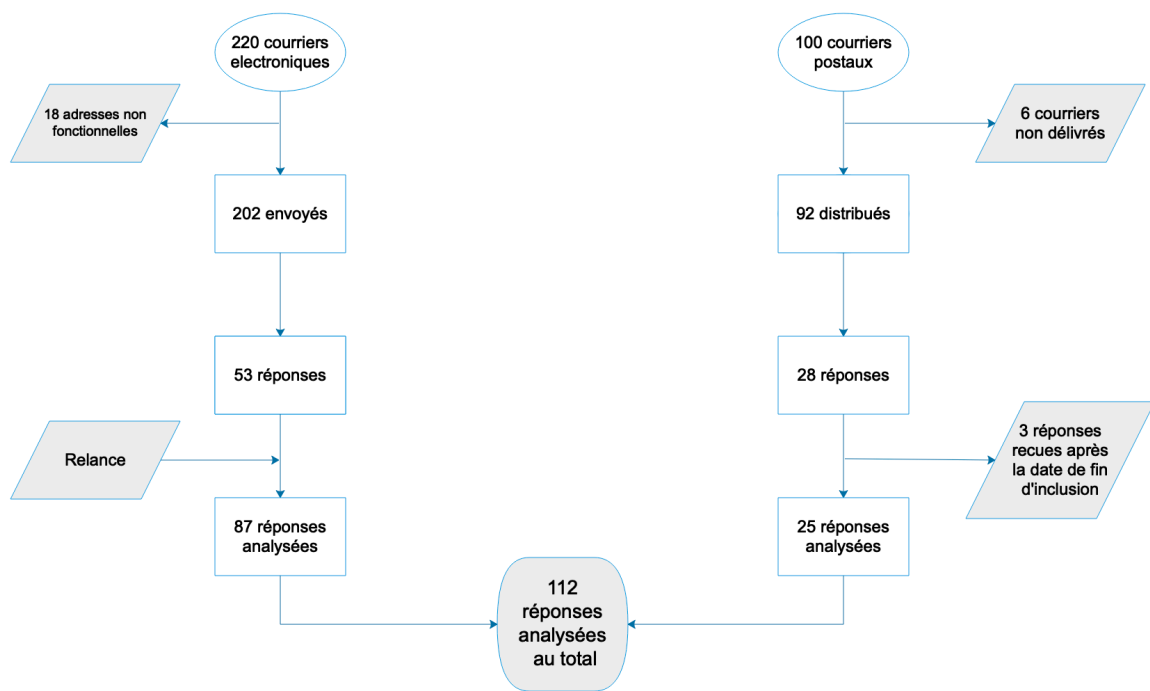 220 courriers
electroniques
100 courriers
postaux
18 adresses non
fonctionnelles
6 courriers
non délivrés
202 envoyés
92 distribués
53 réponses
28 réponses
Relance
3 réponses
recues après
la date de fin
d'inclusion
87 réponses
analysées
25 réponses
analysées
112
réponses
analysées
au total